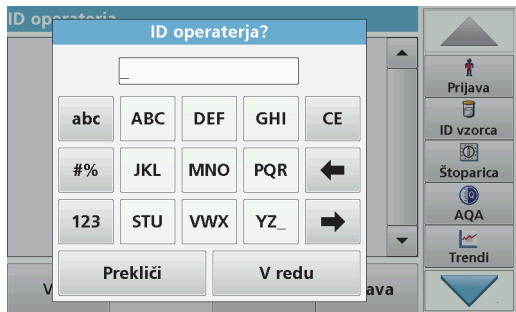 ID operaterja
ID operaterja?
_
abc ABC DEF GHI CE
#% JKL MNO PQR
123 STU VWX YZ_
Prekliči V redu
V ava
Prijava
ID vzorca
Štoparica
AQA
Trendi